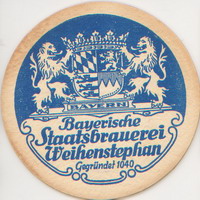 BAYERN
Bayerische
Staatsbrauerei
Weihenstephan
Gegründet 1040